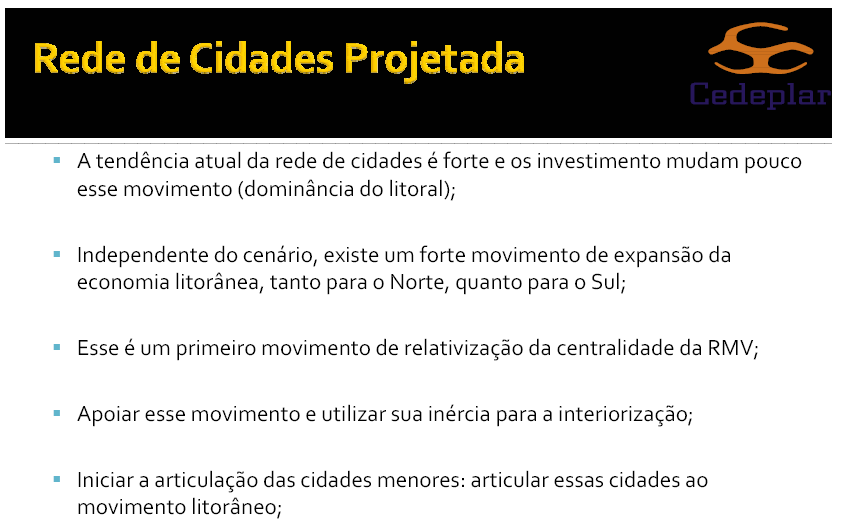 Rede de Cidades Projetada
Cedeplar
A tendência atual da rede de cidades é forte e os investimento mudam pouco
esse movimento (dominância do litoral);
Independente do cenário, existe um forte movimento de expansão da
economia litorânea, tanto para o Norte, quanto para o Sul;
Esse é um primeiro movimento de relativização da centralidade da RMV;
Apoiar esse movimento e utilizar sua inércia para a interiorização;
Iniciar a articulação das cidades menores: articular essas cidades ao
movimento litorâneo;